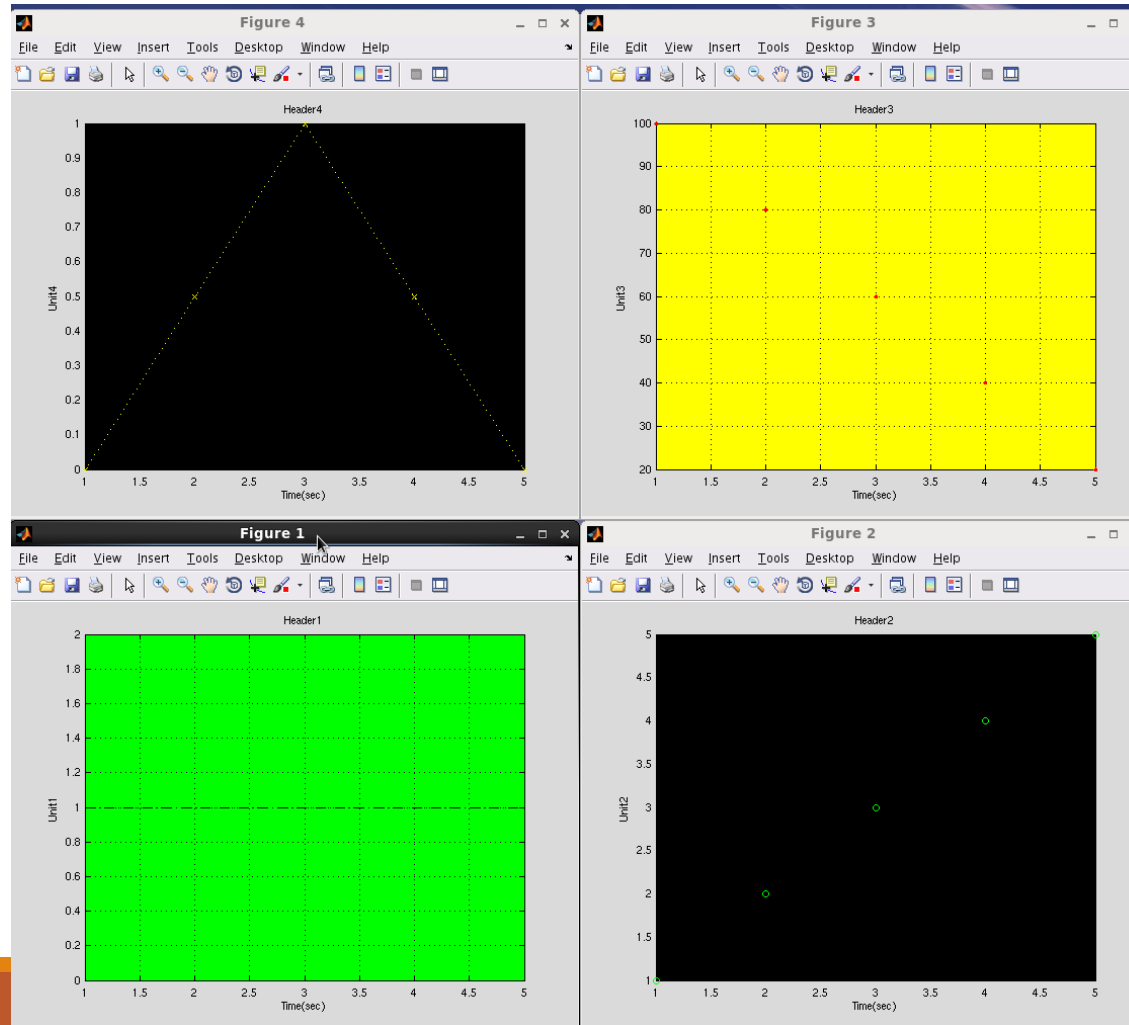 Figure 4
File Edit View Insert Tools Desktop Window Help
Header4
1
0.9
0.8
0.7
0.6
0.5
0.4
0.3
0.2
0.1
0
Unit4
1 1.5 2 2.5 3 3.5 4 4.5 5
Time(sec)
Figure 3
File Edit View Insert Tools Desktop Window Help
Header3
100
90
80
70
60
50
40
30
20
Unit3
1 1.5 2 2.5 3 3.5 4 4.5 5
Time(sec)
Figure 1
File Edit View Insert Tools Desktop Window Help
Header1
2
1.8
1.6
1.4
1.2
1
0.8
0.6
0.4
0.2
0
Unit1
1 1.5 2 2.5 3 3.5 4 4.5 5
Time(sec)
Figure 2
File Edit View Insert Tools Desktop Window Help
Header2
5
4.5
4
3.5
3
2.5
2
1.5
1
Unit2
1 1.5 2 2.5 3 3.5 4 4.5 5
Time(sec)